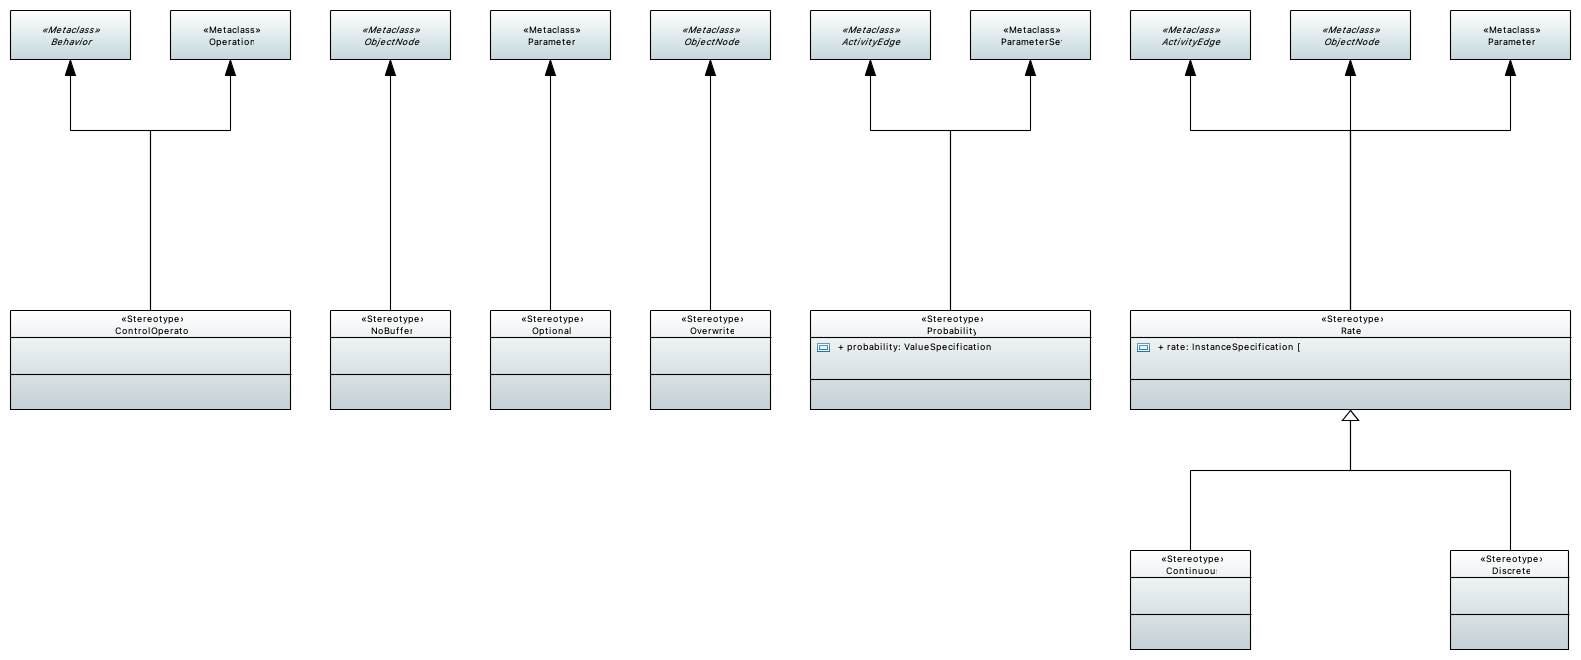 «Metaclass»
Behavior
«Metaclass»
Operation
«Metaclass»
ObjectNode
«Metaclass»
Parameter
«Metaclass»
ObjectNode
«Metaclass»
ActivityEdge
«Metaclass»
ParameterSe
«Metaclass»
ActivityEdge
«Metaclass»
ObjectNode
«Metaclass»
Parameter
«Stereotype›
ControlOperato
«Stereotype›
NoBuffer
«Stereotype›
Optional
«Stereotype›
Overwrite
«Stereotype›
Probability
+ probability: ValueSpecification
«Stereotype›
Rate
+ rate: InstanceSpecification [
«Stereotype›
Continuou
«Stereotype›
Discrete